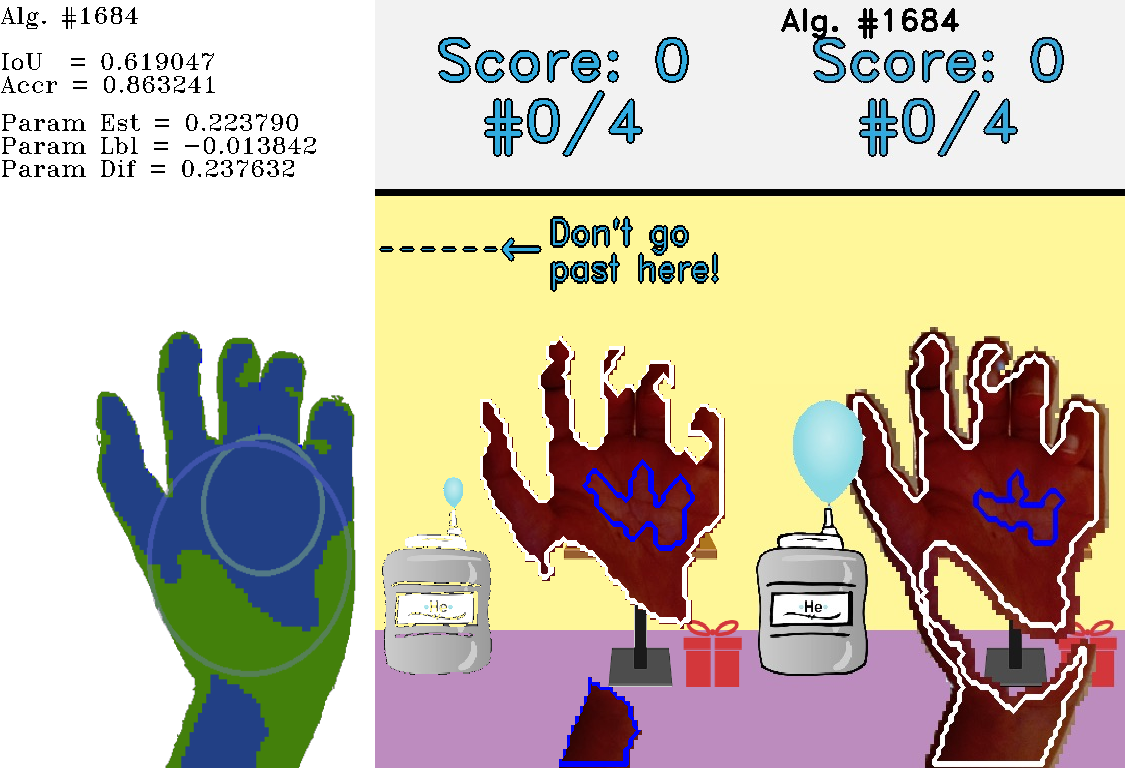 Alg. #1684
IoU = 0.619047
Accr = 0.863241
Param Est = 0.223790
Param Lbl = −0.013842
Param Dif = 0.237632
Score: 0
#0/4
Alg. #1684
Score: 0
#0/4
Don't go
past here!
He
He